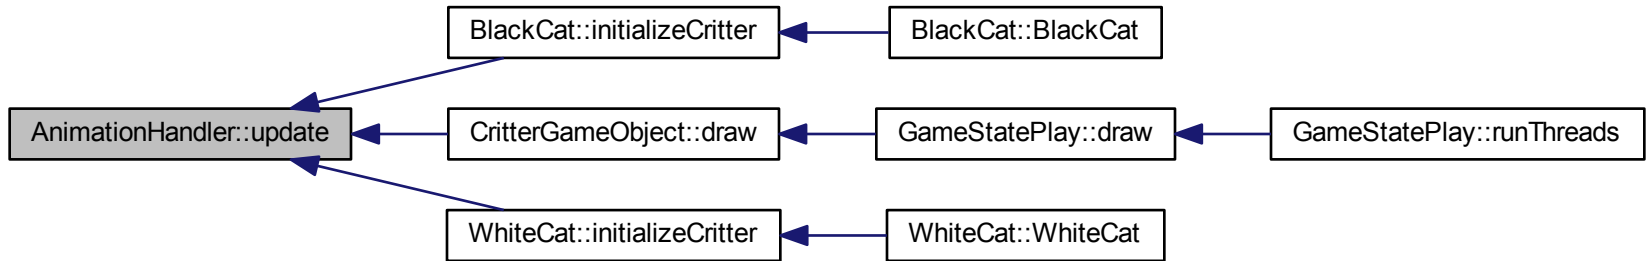 BlackCat::initializeCritter
BlackCat::BlackCat
AnimationHandler::update
CritterGameObject::draw
GameStatePlay::draw
GameStatePlay::runThreads
WhiteCat::initializeCritter
WhiteCat::WhiteCat